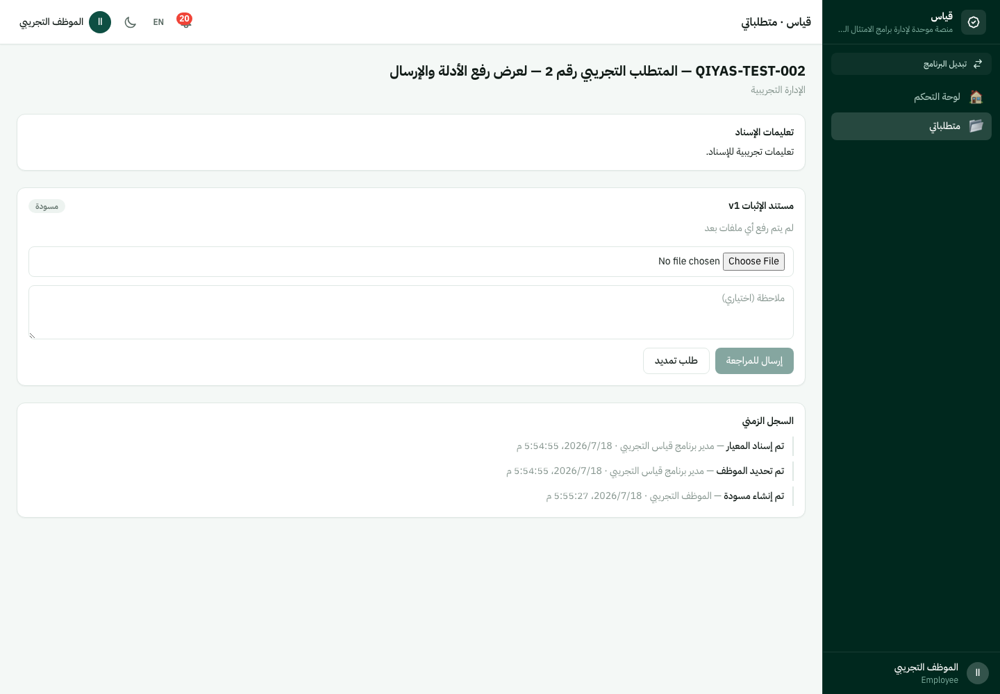 قياس
منصة موحدة لإدارة برامج الامتثال الـ...
تبديل البرنامج
لوحة التحكم
متطلباتي
الموظف التجريبي
Employee
قياس · متطلباتي
20
EN
اا
الموظف التجريبي
QIYAS-TEST-002 — المتطلب التجريبي رقم 2 — لعرض رفع الأدلة والإرسال
الإدارة التجريبية
تعليمات الإسناد
تعليمات تجريبية للإسناد.
مستند الإثبات v1
مسودة
لم يتم رفع أي ملفات بعد
Choose File No file chosen
ملاحظة (اختياري)
إرسال للمراجعة
طلب تمديد
السجل الزمني
تم إسناد المعيار — مدير برنامج قياس التجريبي · 2026/7/18، 5:54:55 م
تم تحديد الموظف — مدير برنامج قياس التجريبي · 2026/7/18، 5:54:55 م
تم إنشاء مسودة — الموظف التجريبي · 2026/7/18، 5:55:27 م
اا